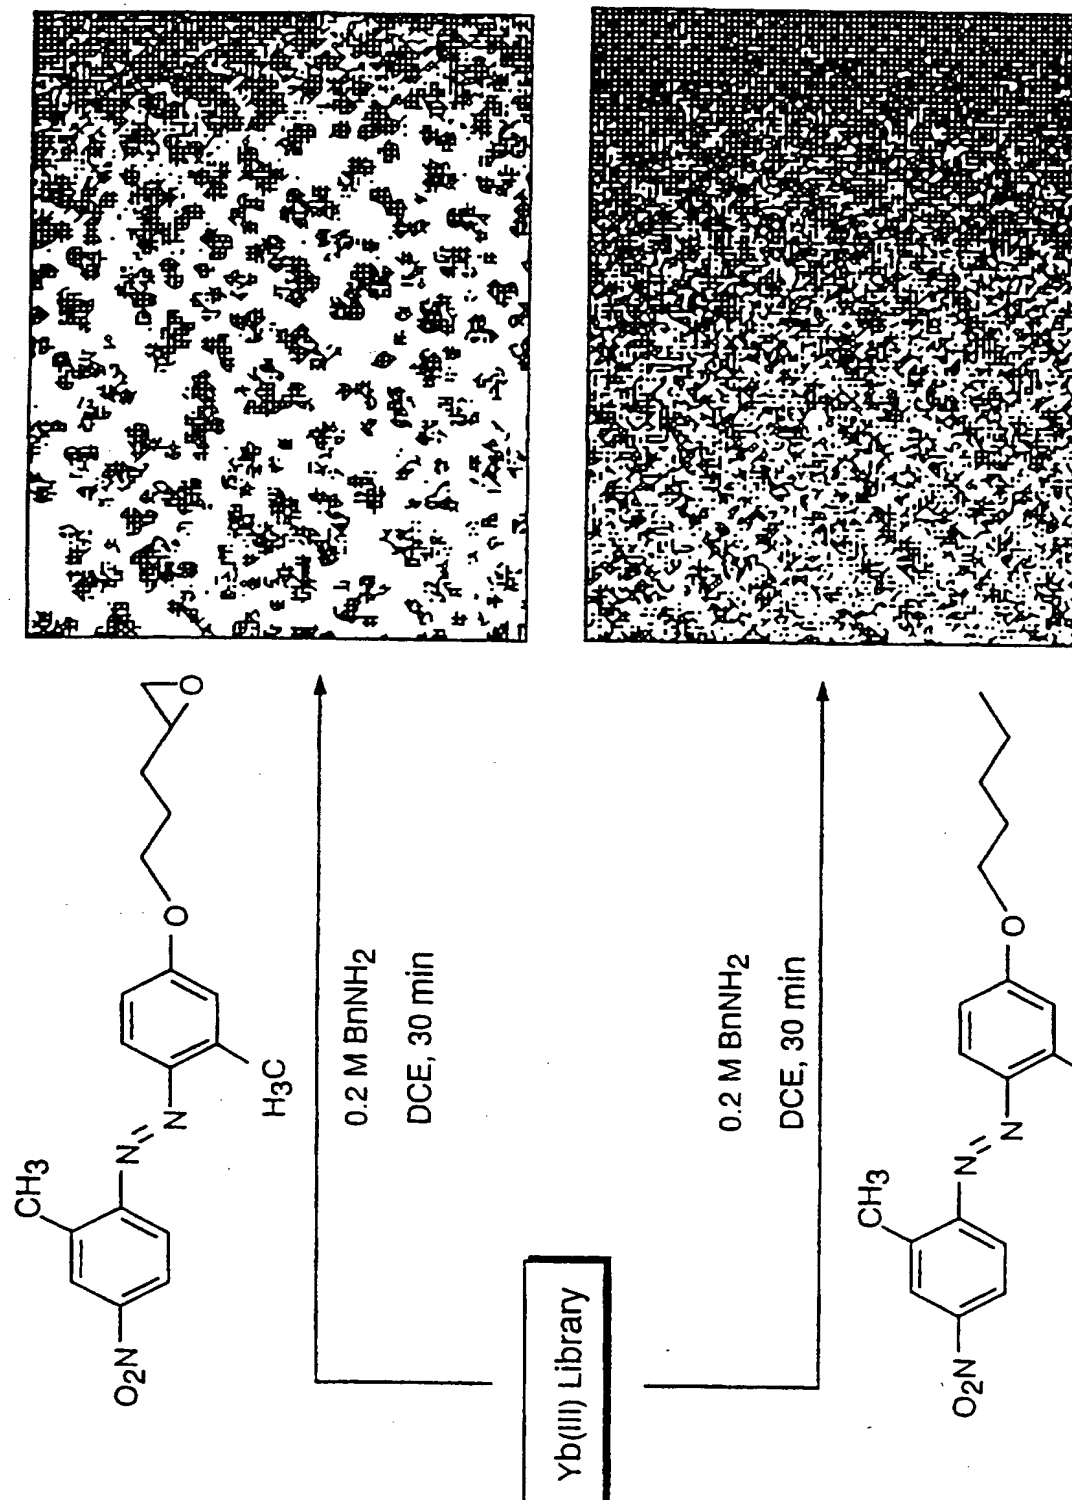 Yb(III) Library
O2N
CH3
N
N
H3C
O
O
0.2 M BnNH2
DCE, 30 min
O2N
CH3
N
N
O
0.2 M BnNH2
DCE, 30 min